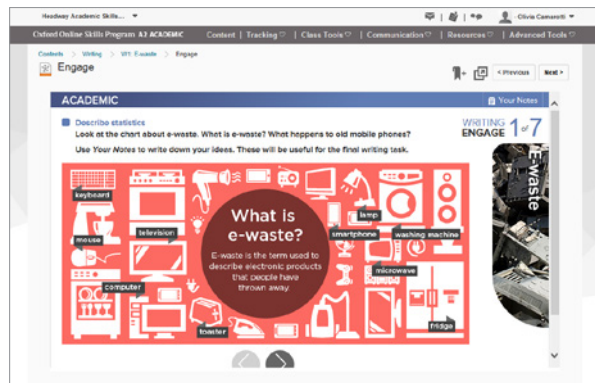 Headway Academic Skills...
Olivia Camurotti
Oxford Online Skills Program A2 ACADEMIC
Content | Tracking | Class Tools | Communication | Resources | Advanced Tools
Contents > Writing > W1. E-waste > Engage
Engage
< Previous
Next >
ACADEMIC
Your Notes
Describe statistics
Look at the chart about e-waste. What is e-waste? What happens to old mobile phones?
Use Your Notes to write down your ideas. These will be useful for the final writing task.
WRITING
ENGAGE 1 of 7
E-waste
keyboard
mouse
television
computer
toaster
What is
e-waste?
E-waste is the term used to
describe electronic products
that people have
thrown away
lamp
smartphone
washing machine
microwave
fridge